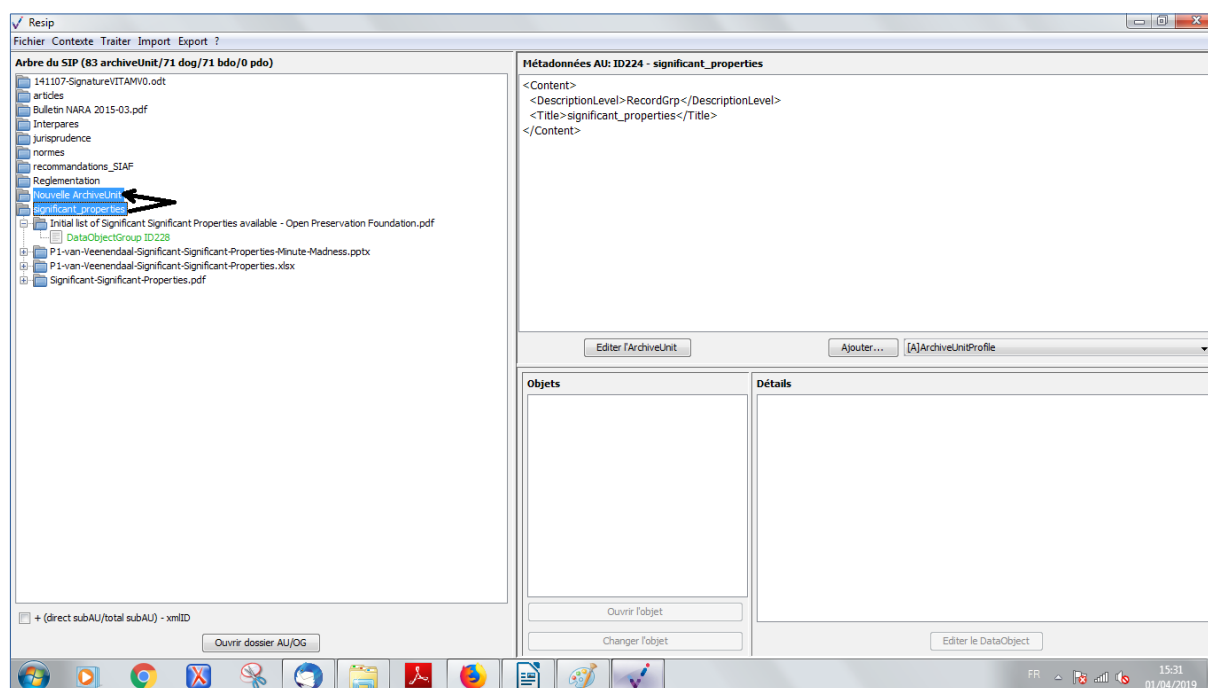 Resip
Fichier Contexte Traiter Import Export ?
Arbre du SIP (83 archiveUnit/71 dog/71 bdo/0 pdo)
141107-SignatureVITAMV0.odt
articles
Bulletin NARA 2015-03.pdf
Interpares
jurisprudence
normes
recommandations_SIAF
Reglementation
Nouvelle ArchiveUnit
significant_properties
Initial list of Significant Significant Properties available - Open Preservation Foundation.pdf
DataObjectGroup ID228
P1-van-Veenendaal-Significant-Significant-Properties-Minute-Madness.pptx
P1-van-Veenendaal-Significant-Significant-Properties.xlsx
Significant-Significant-Properties.pdf
+ (direct subAU/total subAU) - xmlID
Ouvrir dossier AU/OG
Métadonnées AU: ID224 - significant_properties
<Content>
<DescriptionLevel>RecordGrp</DescriptionLevel>
<Title>significant_properties</Title>
</Content>
Editer l'ArchiveUnit
Ajouter...
[A]ArchiveUnitProfile
Objets
Détails
Ouvrir l'objet
Changer l'objet
Editer le DataObject
FR
15:31
01/04/2019